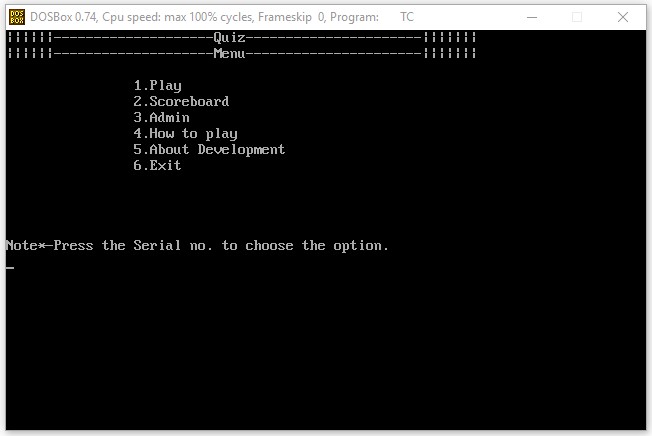 DOS BOX DOSBox 0.74, Cpu speed: max 100% cycles, Frameskip 0, Program: TC
¦¦¦¦¦¦--------------------Quiz----------------------¦¦¦¦¦¦¦
¦¦¦¦¦¦--------------------Menu----------------------¦¦¦¦¦¦¦
1.Play
2.Scoreboard
3.Admin
4.How to play
5.About Development
6.Exit
Note*-Press the Serial no. to choose the option.
_